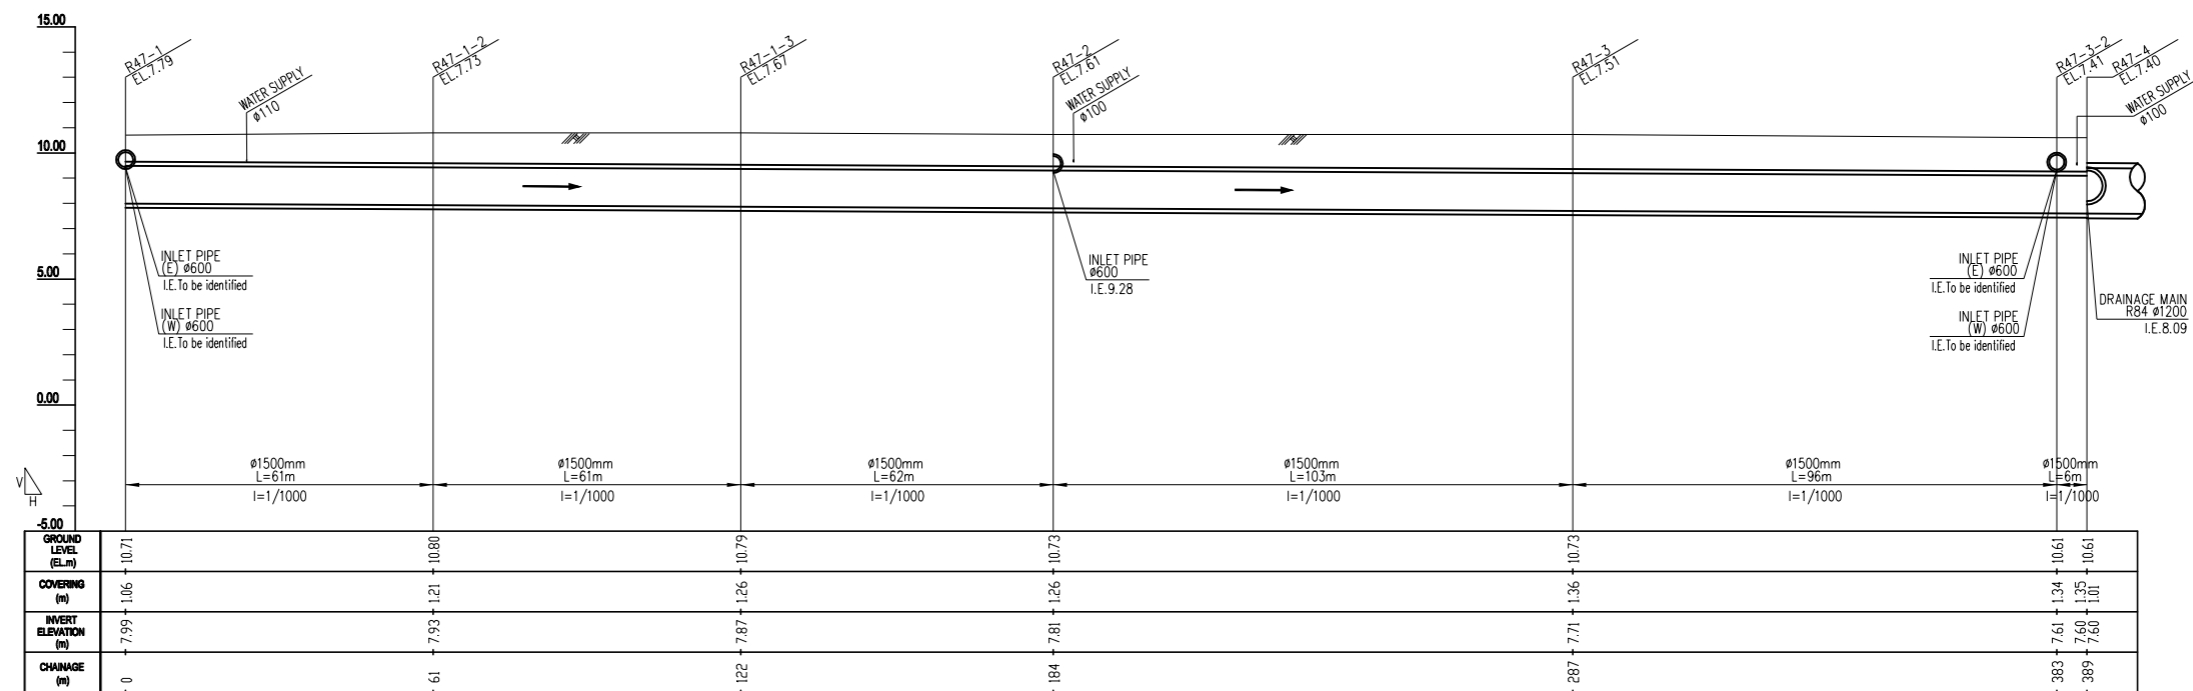 15.00
10.00
5.00
0.00
-5.00
R47-1
EL.7.79
WATER SUPPLY
ø110
R47-1-2
EL.7.73
R47-1-3
EL.7.67
R47-2
EL.7.61
WATER SUPPLY
ø100
R47-3
EL.7.51
R47-3-2
EL.7.41
R47-4
EL.7.40
WATER SUPPLY
ø100
INLET PIPE
(E) ø600
I.E.To be identified
INLET PIPE
(W) ø600
I.E.To be identified
INLET PIPE
ø600
I.E.9.28
INLET PIPE
(E) ø600
I.E.To be identified
INLET PIPE
(W) ø600
I.E.To be identified
DRAINAGE MAIN
R84 ø1200
I.E.8.09
V
H
ø1500mm
L=61m
I=1/1000
ø1500mm
L=61m
I=1/1000
ø1500mm
L=62m
I=1/1000
ø1500mm
L=103m
I=1/1000
ø1500mm
L=96m
I=1/1000
ø1500mm
L=6m
I=1/1000
GROUND
LEVEL
(EL.m)
10.71 10.80 10.79 10.73 10.73 10.61 10.61
COVERING
(m)
1.06 1.21 1.26 1.26 1.36 1.34 1.35 1.01
INVERT
ELEVATION
(m)
7.99 7.93 7.87 7.81 7.71 7.61 7.60 7.60
CHAINAGE
(m)
0 61 122 184 287 383 389